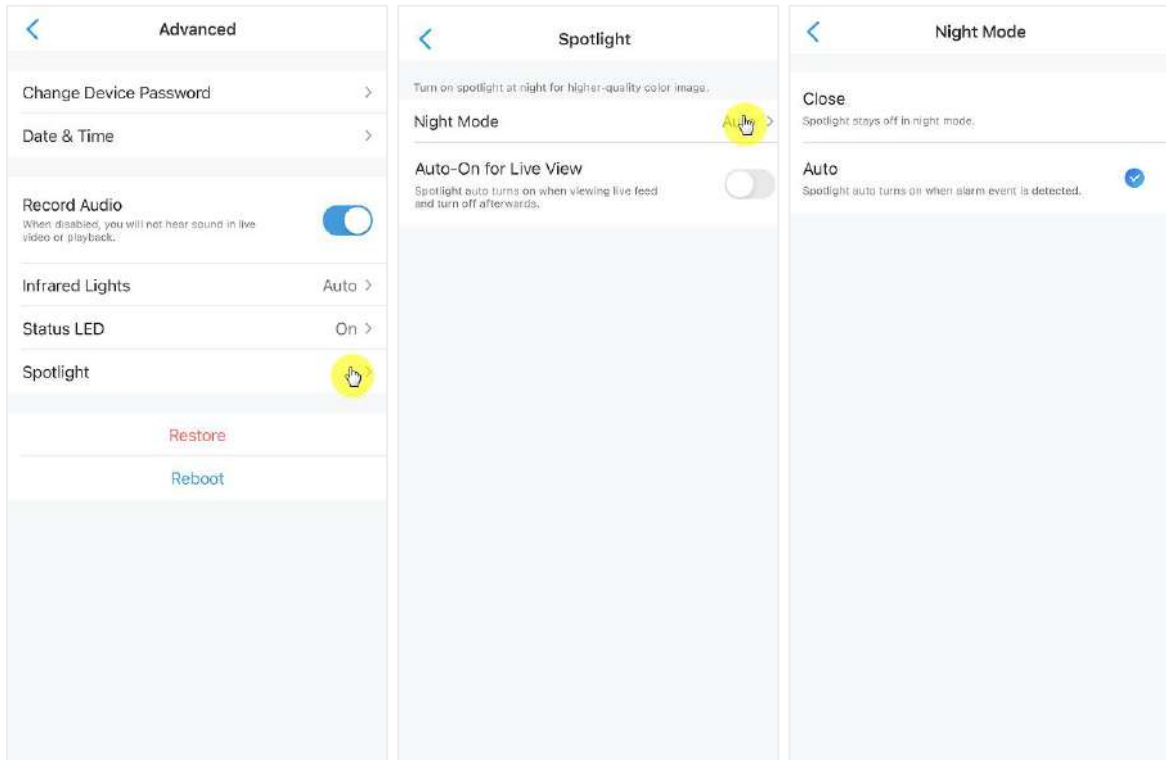 Advanced
Change Device Password
Date & Time
Record Audio
When disabled, you will not hear sound in live
video or playback.
Infrared Lights
Auto
Status LED
On
Spotlight
Restore
Reboot
Spotlight
Turn on spotlight at night for higher-quality color image.
Night Mode
Auto-On for Live View
Spotlight auto turns on when viewing live feed
and turn off afterwards.
Night Mode
Close
Spotlight stays off in night mode.
Auto
Spotlight auto turns on when alarm event is detected.